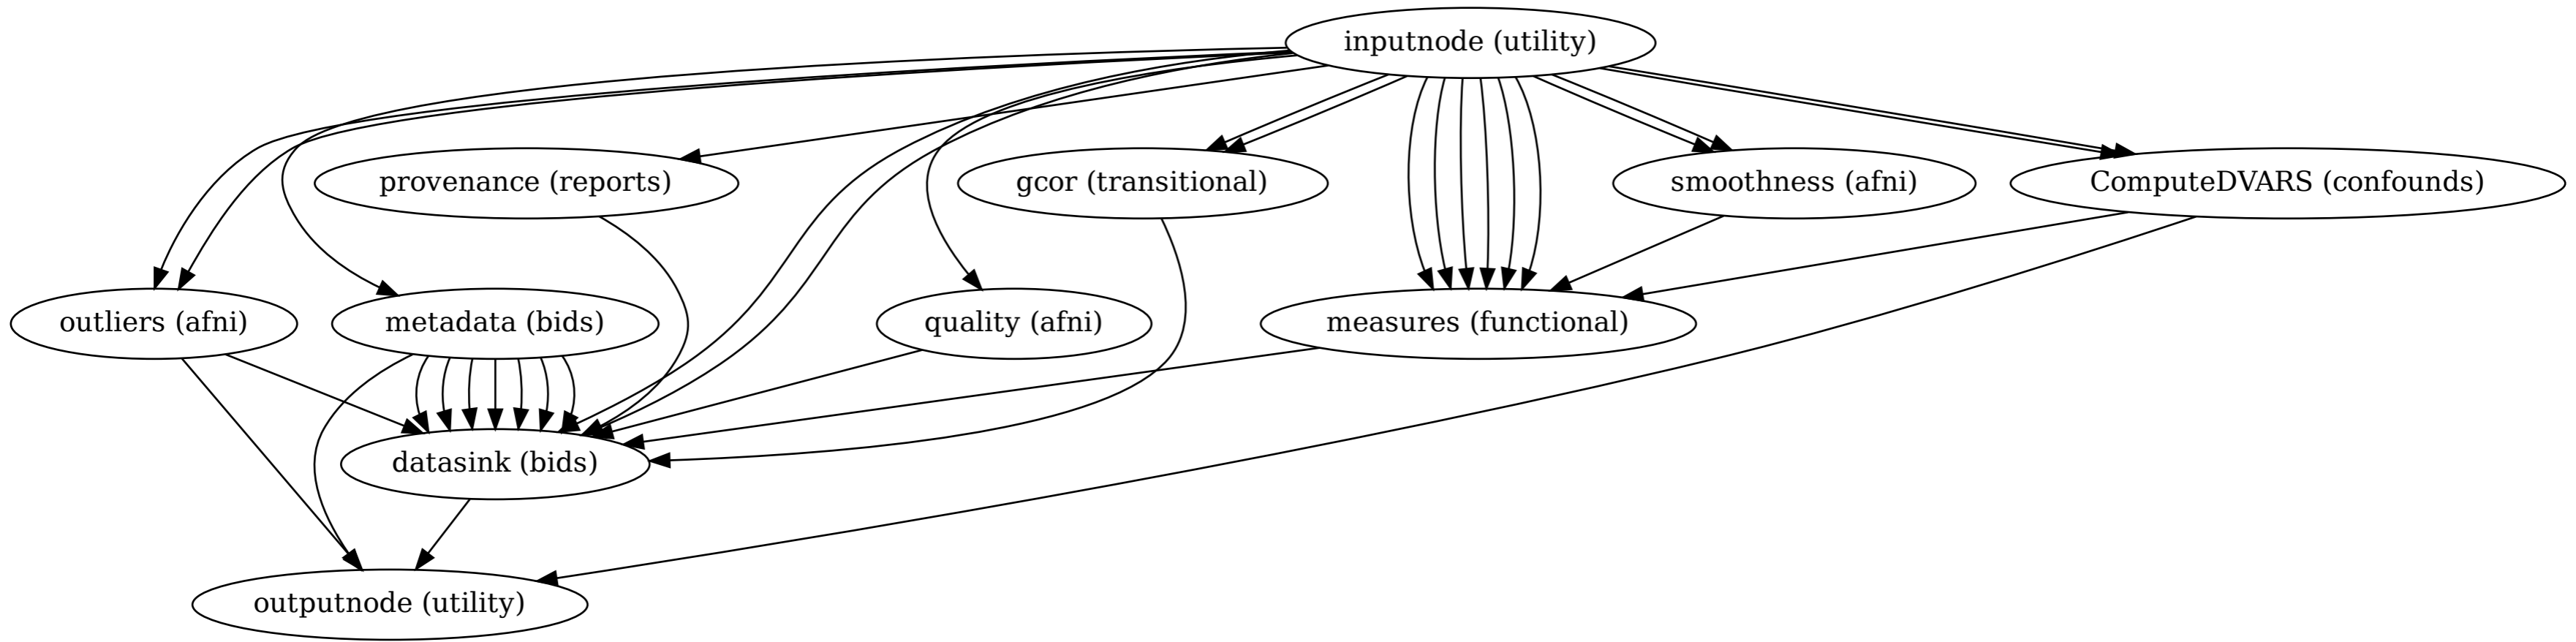 inputnode (utility)
provenance (reports)
gcor (transitional)
smoothness (afni)
ComputeDVARS (confounds)
outliers (afni)
metadata (bids)
quality (afni)
measures (functional)
datasink (bids)
outputnode (utility)